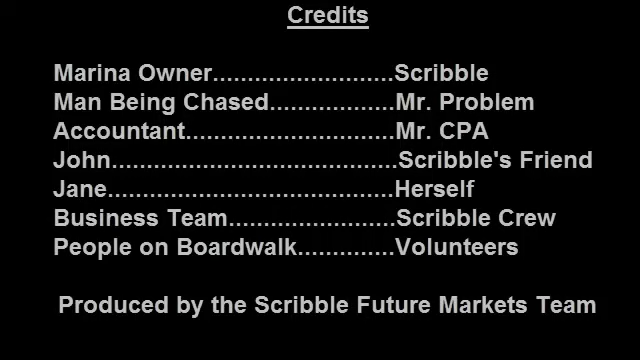 Credits
Marina Owner..........................Scribble
Man Being Chased..................Mr. Problem
Accountant..............................Mr. CPA
John.........................................Scribble's Friend
Jane.........................................Herself
Business Team........................Scribble Crew
People on Boardwalk..............Volunteers
Produced by the Scribble Future Markets Team